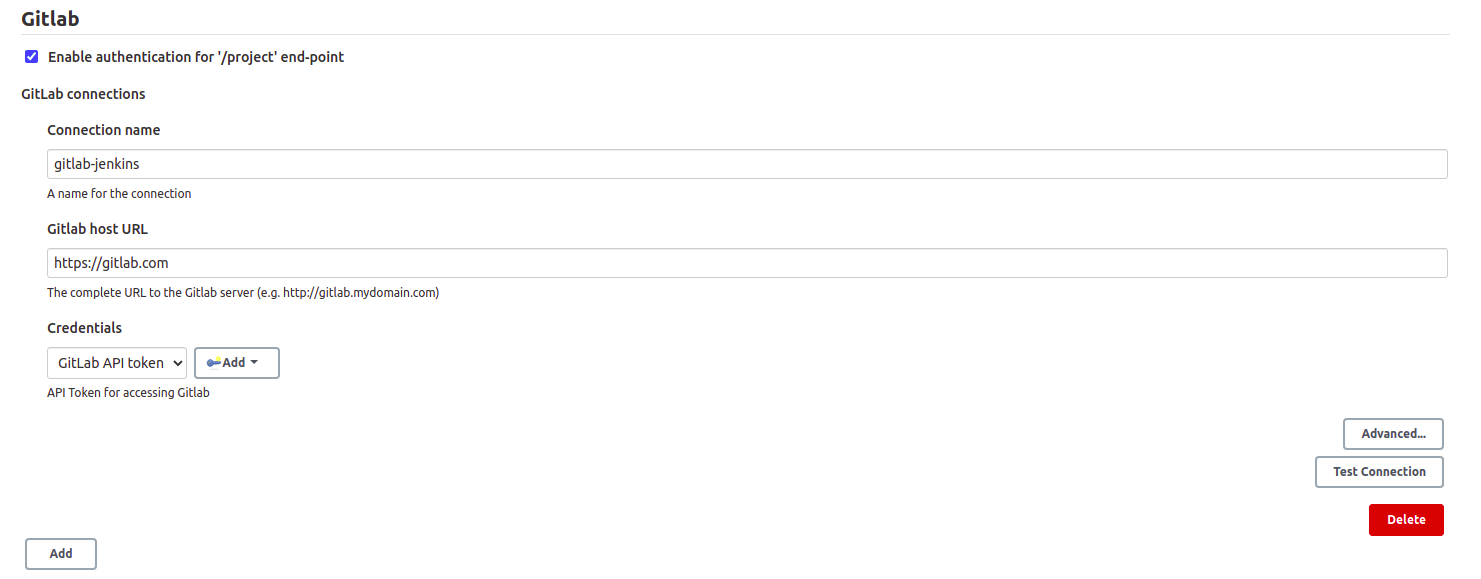 Gitlab
Enable authentication for '/project' end-point
GitLab connections
Connection name
gitlab-jenkins
A name for the connection
Gitlab host URL
https://gitlab.com
The complete URL to the Gitlab server (e.g. http://gitlab.mydomain.com)
Credentials
GitLab API token Add
API Token for accessing Gitlab
Advanced...
Test Connection
Delete
Add